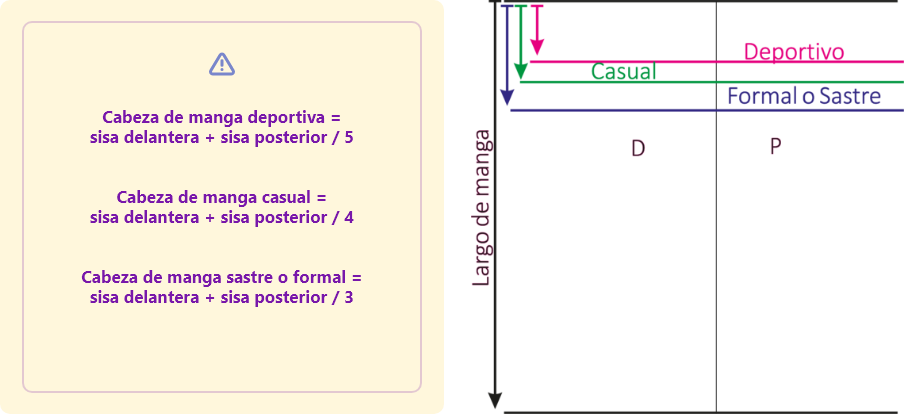 Cabeza de manga deportiva =
sisa delantera + sisa posterior / 5
Cabeza de manga casual =
sisa delantera + sisa posterior / 4
Cabeza de manga sastre o formal =
sisa delantera + sisa posterior / 3
Deportivo
Casual
Formal o Sastre
D
P
Largo de manga